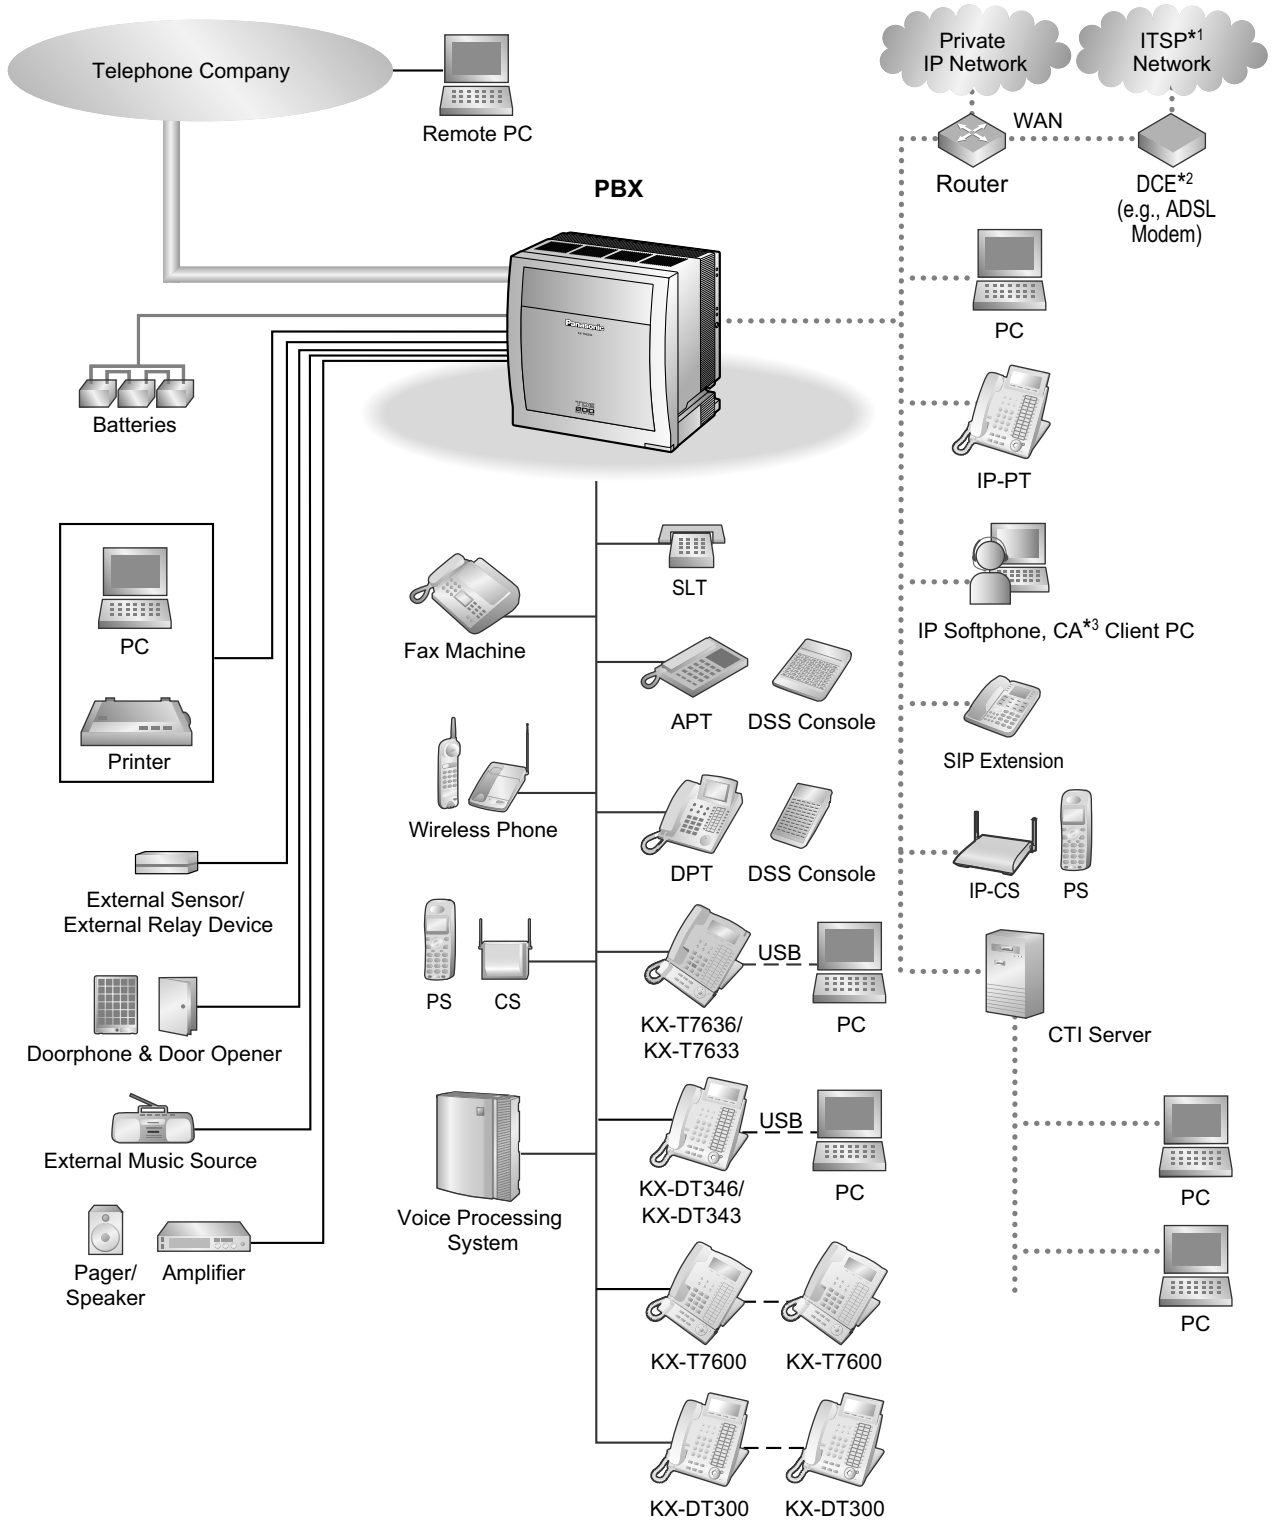 Telephone Company
Remote PC
Private
IP Network
ITSP*1
Network
WAN
Router
DCE*2
(e.g., ADSL
Modem)
PBX
Panasonic
TDE
200
PC
IP-PT
IP Softphone, CA*3 Client PC
SIP Extension
IP-CS
PS
CTI Server
PC
PC
Batteries
PC
Printer
External Sensor/
External Relay Device
Doorphone & Door Opener
External Music Source
Pager/
Speaker
Amplifier
Fax Machine
Wireless Phone
PS
CS
Voice Processing
System
SLT
APT
DSS Console
DPT
DSS Console
USB
KX-T7636/
KX-T7633
PC
USB
KX-DT346/
KX-DT343
PC
KX-T7600
KX-T7600
KX-DT300
KX-DT300